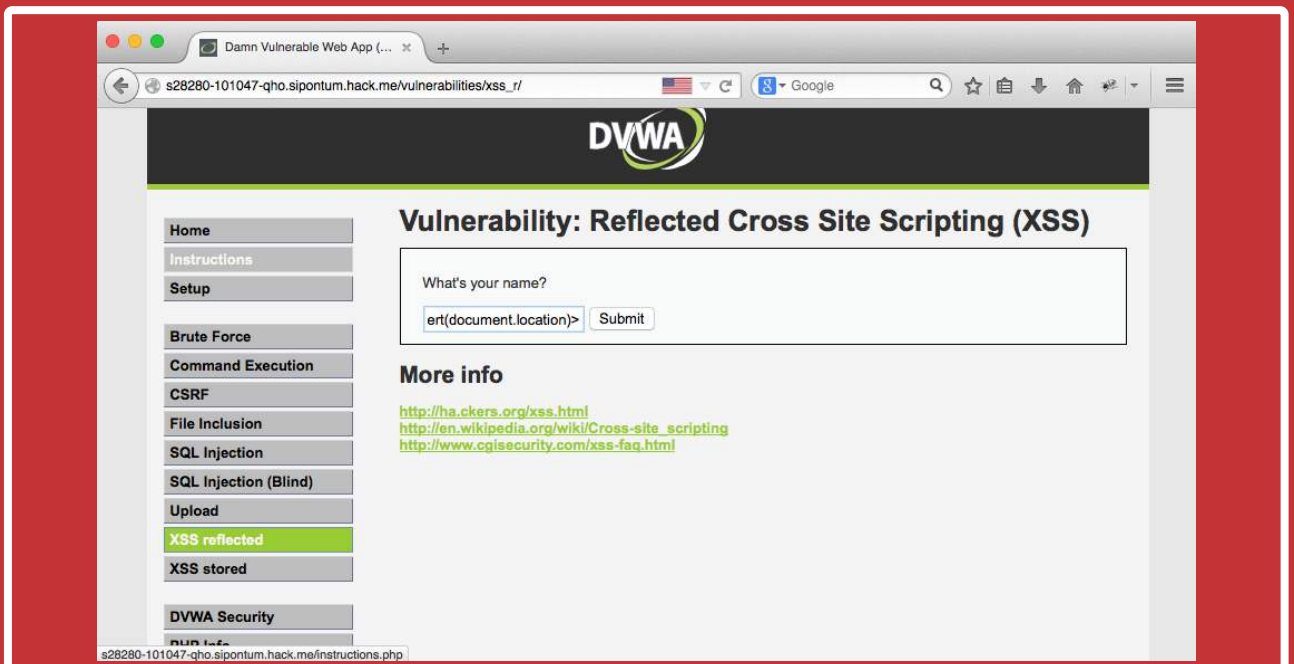 Damn Vulnerable Web App (...
s28280-101047-qho.sipontum.hack.me/vulnerabilities/xss_r/
Google
DVWA
Home
Instructions
Setup
Brute Force
Command Execution
CSRF
File Inclusion
SQL Injection
SQL Injection (Blind)
Upload
XSS reflected
XSS stored
DVWA Security
PHP Info
Vulnerability: Reflected Cross Site Scripting (XSS)
What's your name?
ert(document.location)> Submit
More info
http://ha.ckers.org/xss.html
http://en.wikipedia.org/wiki/Cross-site_scripting
http://www.cgisecurity.com/xss-faq.html
s28280-101047-qho.sipontum.hack.me/instructions.php